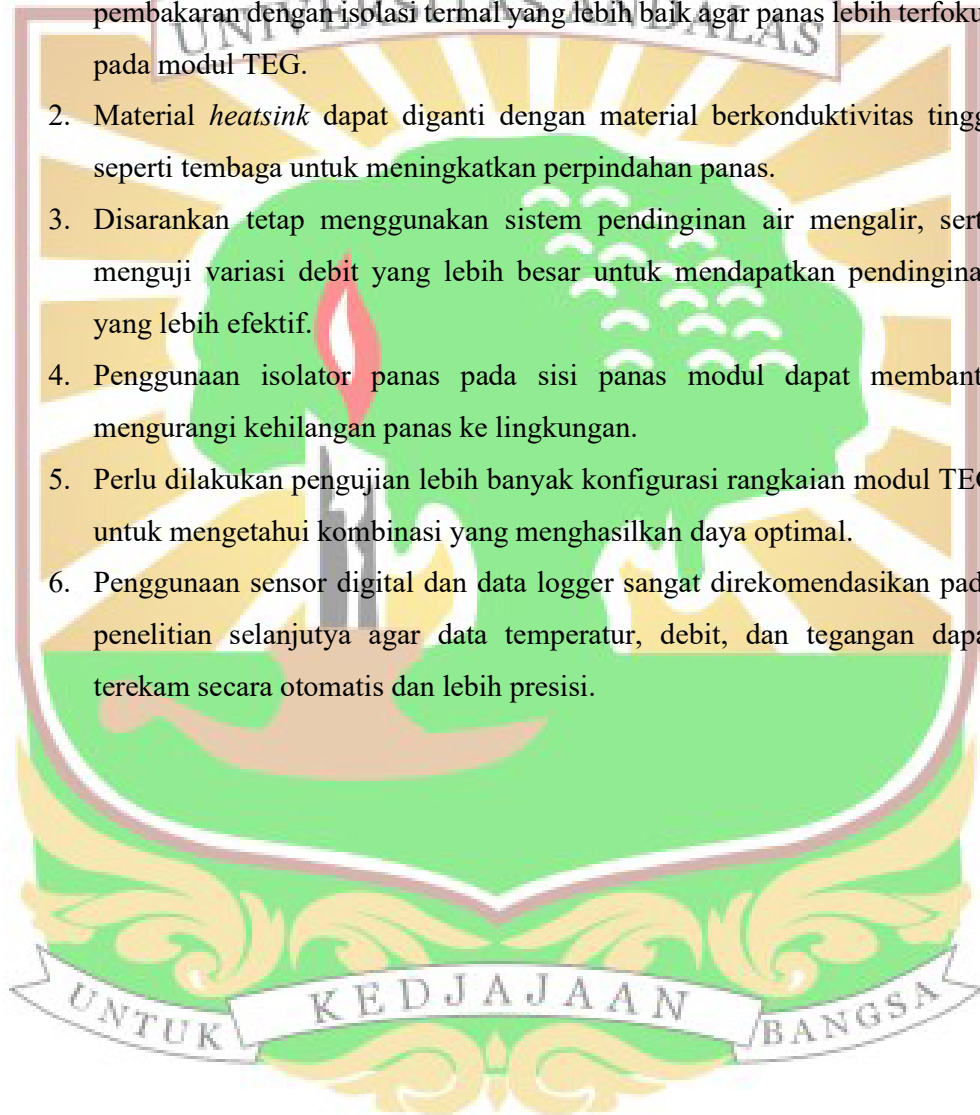 pembakaran dengan isolasi termal yang lebih baik agar panas lebih terfoku
UNIVERSITAS ANDALAS
pada modul TEG.
2. Material heatsink dapat diganti dengan material berkonduktivitas tingg
seperti tembaga untuk meningkatkan perpindahan panas.
3. Disarankan tetap menggunakan sistem pendinginan air mengalir, sert
menguji variasi debit yang lebih besar untuk mendapatkan pendingina
yang lebih efektif.
4. Penggunaan isolator panas pada sisi panas modul dapat membant
mengurangi kehilangan panas ke lingkungan.
5. Perlu dilakukan pengujian lebih banyak konfigurasi rangkaian modul TEG
untuk mengetahui kombinasi yang menghasilkan daya optimal.
6. Penggunaan sensor digital dan data logger sangat direkomendasikan pad
penelitian selanjutya agar data temperatur, debit, dan tegangan dapa
terekam secara otomatis dan lebih presisi.
UNTUK KEDJAJAAN BANGSA